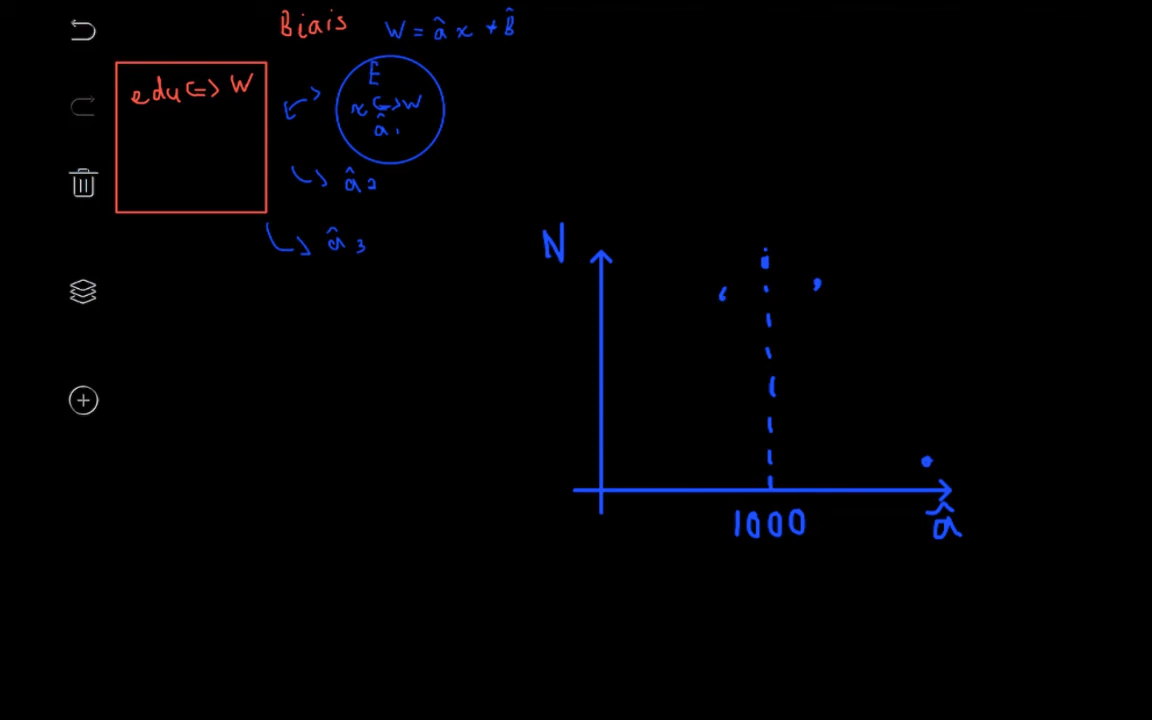 Biais
W = â x + B̂
edu <=> W
E
x <=> W
â₁
â₂
â₃
N
1000
â